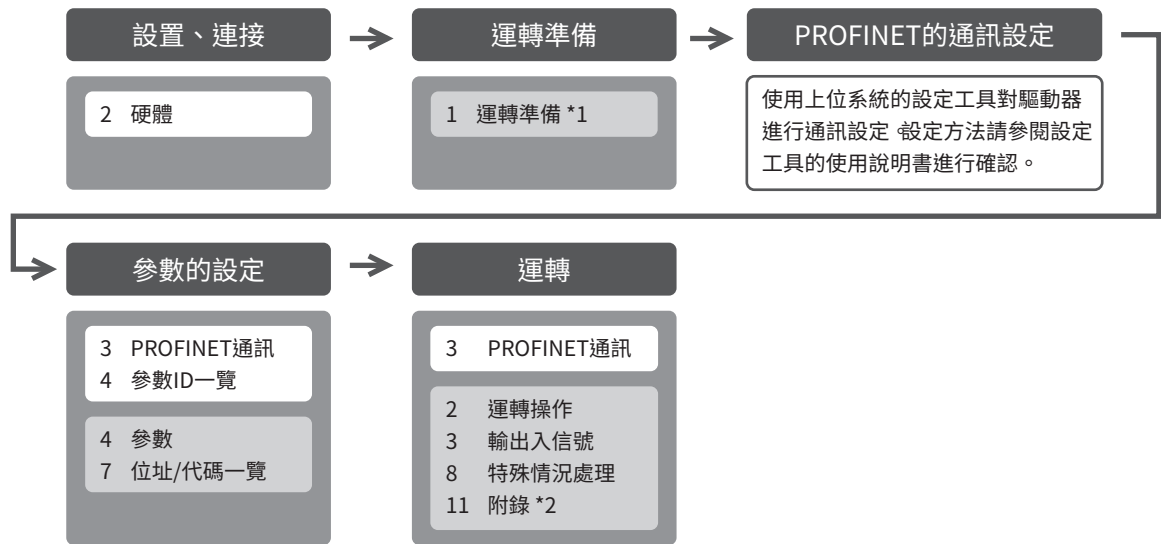 設置、連接
運轉準備
PROFINET的通訊設定
2 硬體
1 運轉準備 *1
使用上位系統的設定工具對驅動器
進行通訊設定。設定方法請參閱設定
工具的使用說明書進行確認。
參數的設定
運轉
3 PROFINET通訊
4 參數ID一覽
4 參數
7 位址/代碼一覽
3 PROFINET通訊
2 運轉操作
3 輸出入信號
8 特殊情況處理
11 附錄 *2